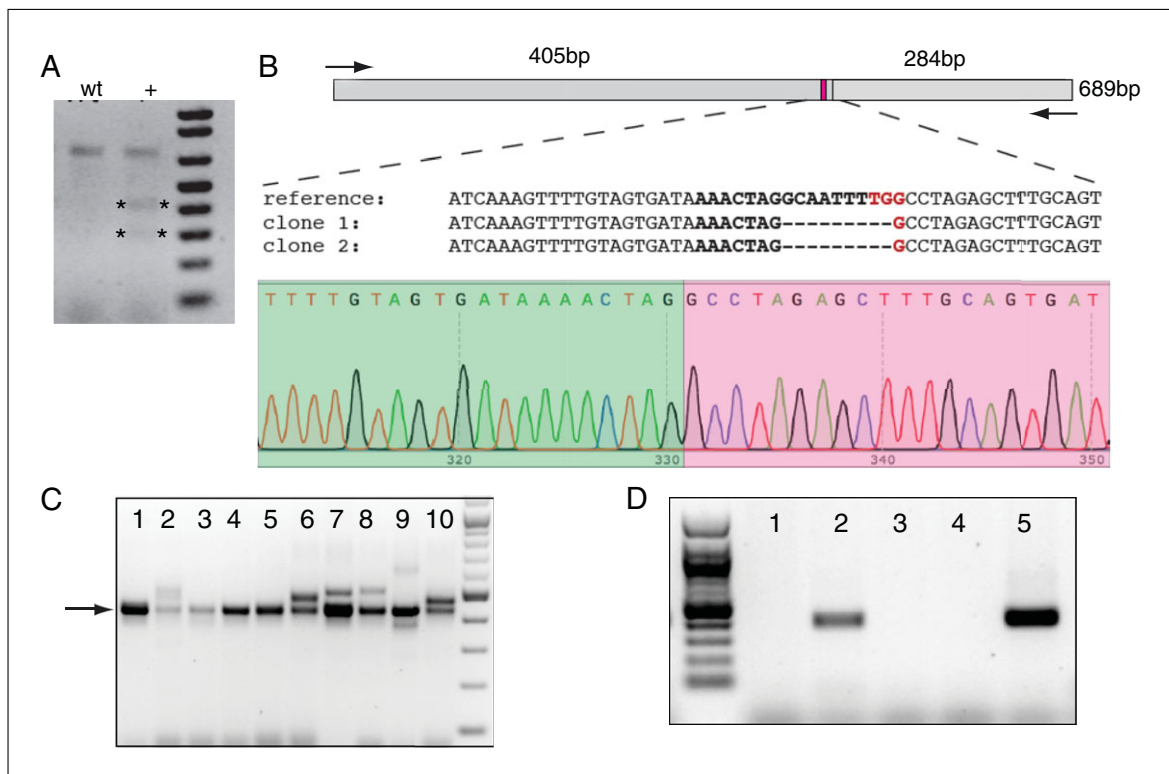 A
wt +
* *
* *
B
405bp 284bp
689bp
reference: ATCAAAGTTTTGTAGTGATAAAACTAGGCAATTTTGGCCTAGAGCTTTGCAGT
clone 1: ATCAAAGTTTTGTAGTGATAAAACTAG---------GCCTAGAGCTTTGCAGT
clone 2: ATCAAAGTTTTGTAGTGATAAAACTAG---------GCCTAGAGCTTTGCAGT
T T T T G T A G T G A T A A A A C T A G G C C T A G A G C T T T G C A G T G A T
320 330 340 350
C
1 2 3 4 5 6 7 8 9 10
D
1 2 3 4 5